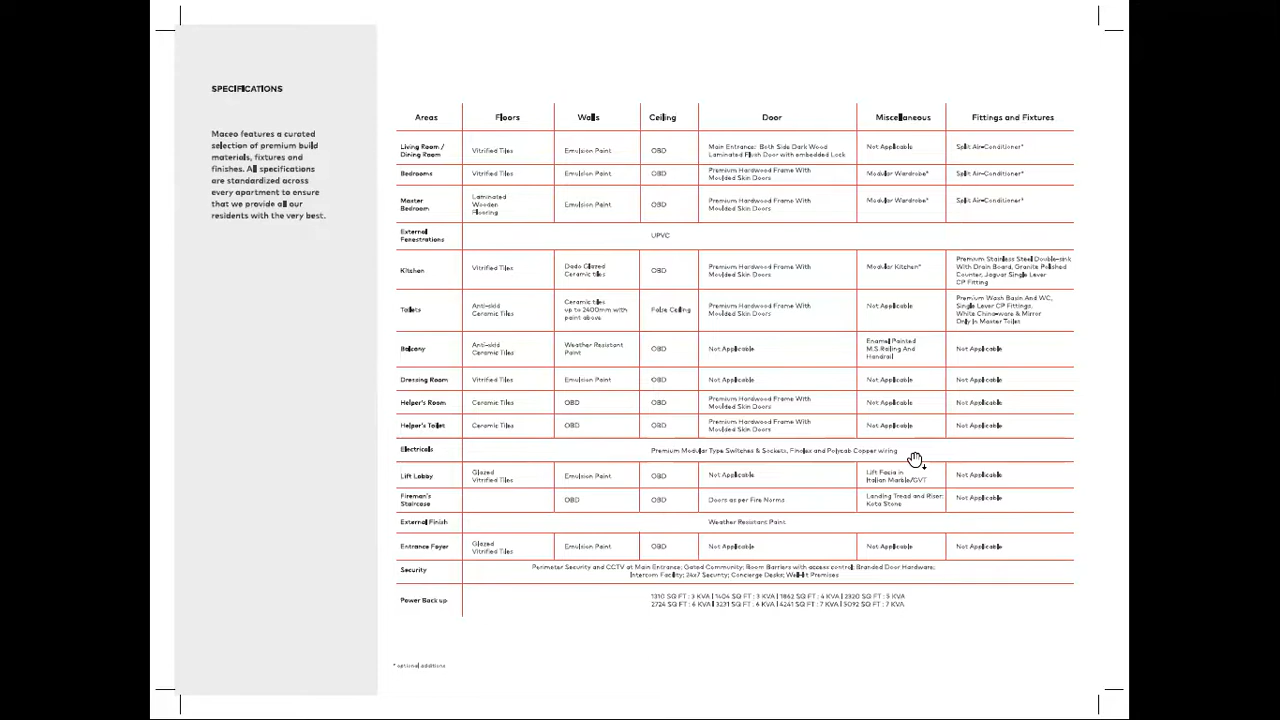 SPECIFICATIONS
Maceo features a curated
selection of premium build
materials, fixtures and
finishes. All specifications
are standardized across
every apartment to ensure
that we provide all our
residents with the very best.
Areas Floors Walls Ceiling Door Miscellaneous Fittings and Fixtures
Living Room /
Dining Room
Vitrified Tiles
Emulsion Paint
OBD
Main Entrance: Both Side Dark Wood
Laminated Flush Door with embedded Lock
Not Applicable
Split Air-Conditioner*
Bedrooms
Vitrified Tiles
Emulsion Paint
OBD
Premium Hardwood Frame With
Moulded Skin Doors
Modular Wardrobe*
Split Air-Conditioner*
Master
Bedroom
Laminated
Wooden
Flooring
Emulsion Paint
OBD
Premium Hardwood Frame With
Moulded Skin Doors
Modular Wardrobe*
Split Air-Conditioner*
External
Fenestrations
UPVC
Kitchen
Vitrified Tiles
Dado Glazed
Ceramic tiles
OBD
Premium Hardwood Frame With
Moulded Skin Doors
Modular Kitchen*
Premium Stainless Steel Double-sink
With Drain Board, Granite Polished
Counter, Jaguar Single Lever
CP Fitting
Toilets
Anti-skid
Ceramic Tiles
Ceramic tiles
up to 2400mm with
paint above
False Ceiling
Premium Hardwood Frame With
Moulded Skin Doors
Not Applicable
Premium Wash Basin And WC,
Single Lever CP Fittings,
White China-ware & Mirror
Only In Master Toilet
Balcony
Anti-skid
Ceramic Tiles
Weather Resistant
Paint
OBD
Not Applicable
Enamel Painted
M.S.Railing And
Handrail
Not Applicable
Dressing Room
Vitrified Tiles
Emulsion Paint
OBD
Not Applicable
Not Applicable
Not Applicable
Helper's Room
Ceramic Tiles
OBD
OBD
Premium Hardwood Frame With
Moulded Skin Doors
Not Applicable
Not Applicable
Helper's Toilet
Ceramic Tiles
OBD
OBD
Premium Hardwood Frame With
Moulded Skin Doors
Not Applicable
Not Applicable
Electricals
Premium Modular Type Switches & Sockets, Finolex and Polycab Copper wiring
Lift Lobby
Glazed
Vitrified Tiles
Emulsion Paint
OBD
Not Applicable
Lift Facia in
Italian Marble/GVT
Not Applicable
Fireman's
Staircase
OBD
OBD
Doors as per Fire Norms
Landing Tread and Riser:
Kota Stone
Not Applicable
External Finish
Weather Resistant Paint
Entrance Foyer
Glazed
Vitrified Tiles
Emulsion Paint
OBD
Not Applicable
Not Applicable
Not Applicable
Security
Perimeter Security and CCTV at Main Entrance; Gated Community; Boom Barriers with access control; Branded Door Hardware;
Intercom Facility; 24x7 Security; Concierge Desks; Well-lit Premises
Power Back up
1310 SQ FT : 3 KVA | 1404 SQ FT : 3 KVA | 1862 SQ FT : 4 KVA | 2320 SQ FT : 5 KVA
2724 SQ FT : 6 KVA | 3231 SQ FT : 6 KVA | 4241 SQ FT : 7 KVA | 5092 SQ FT : 7 KVA
* optional additions